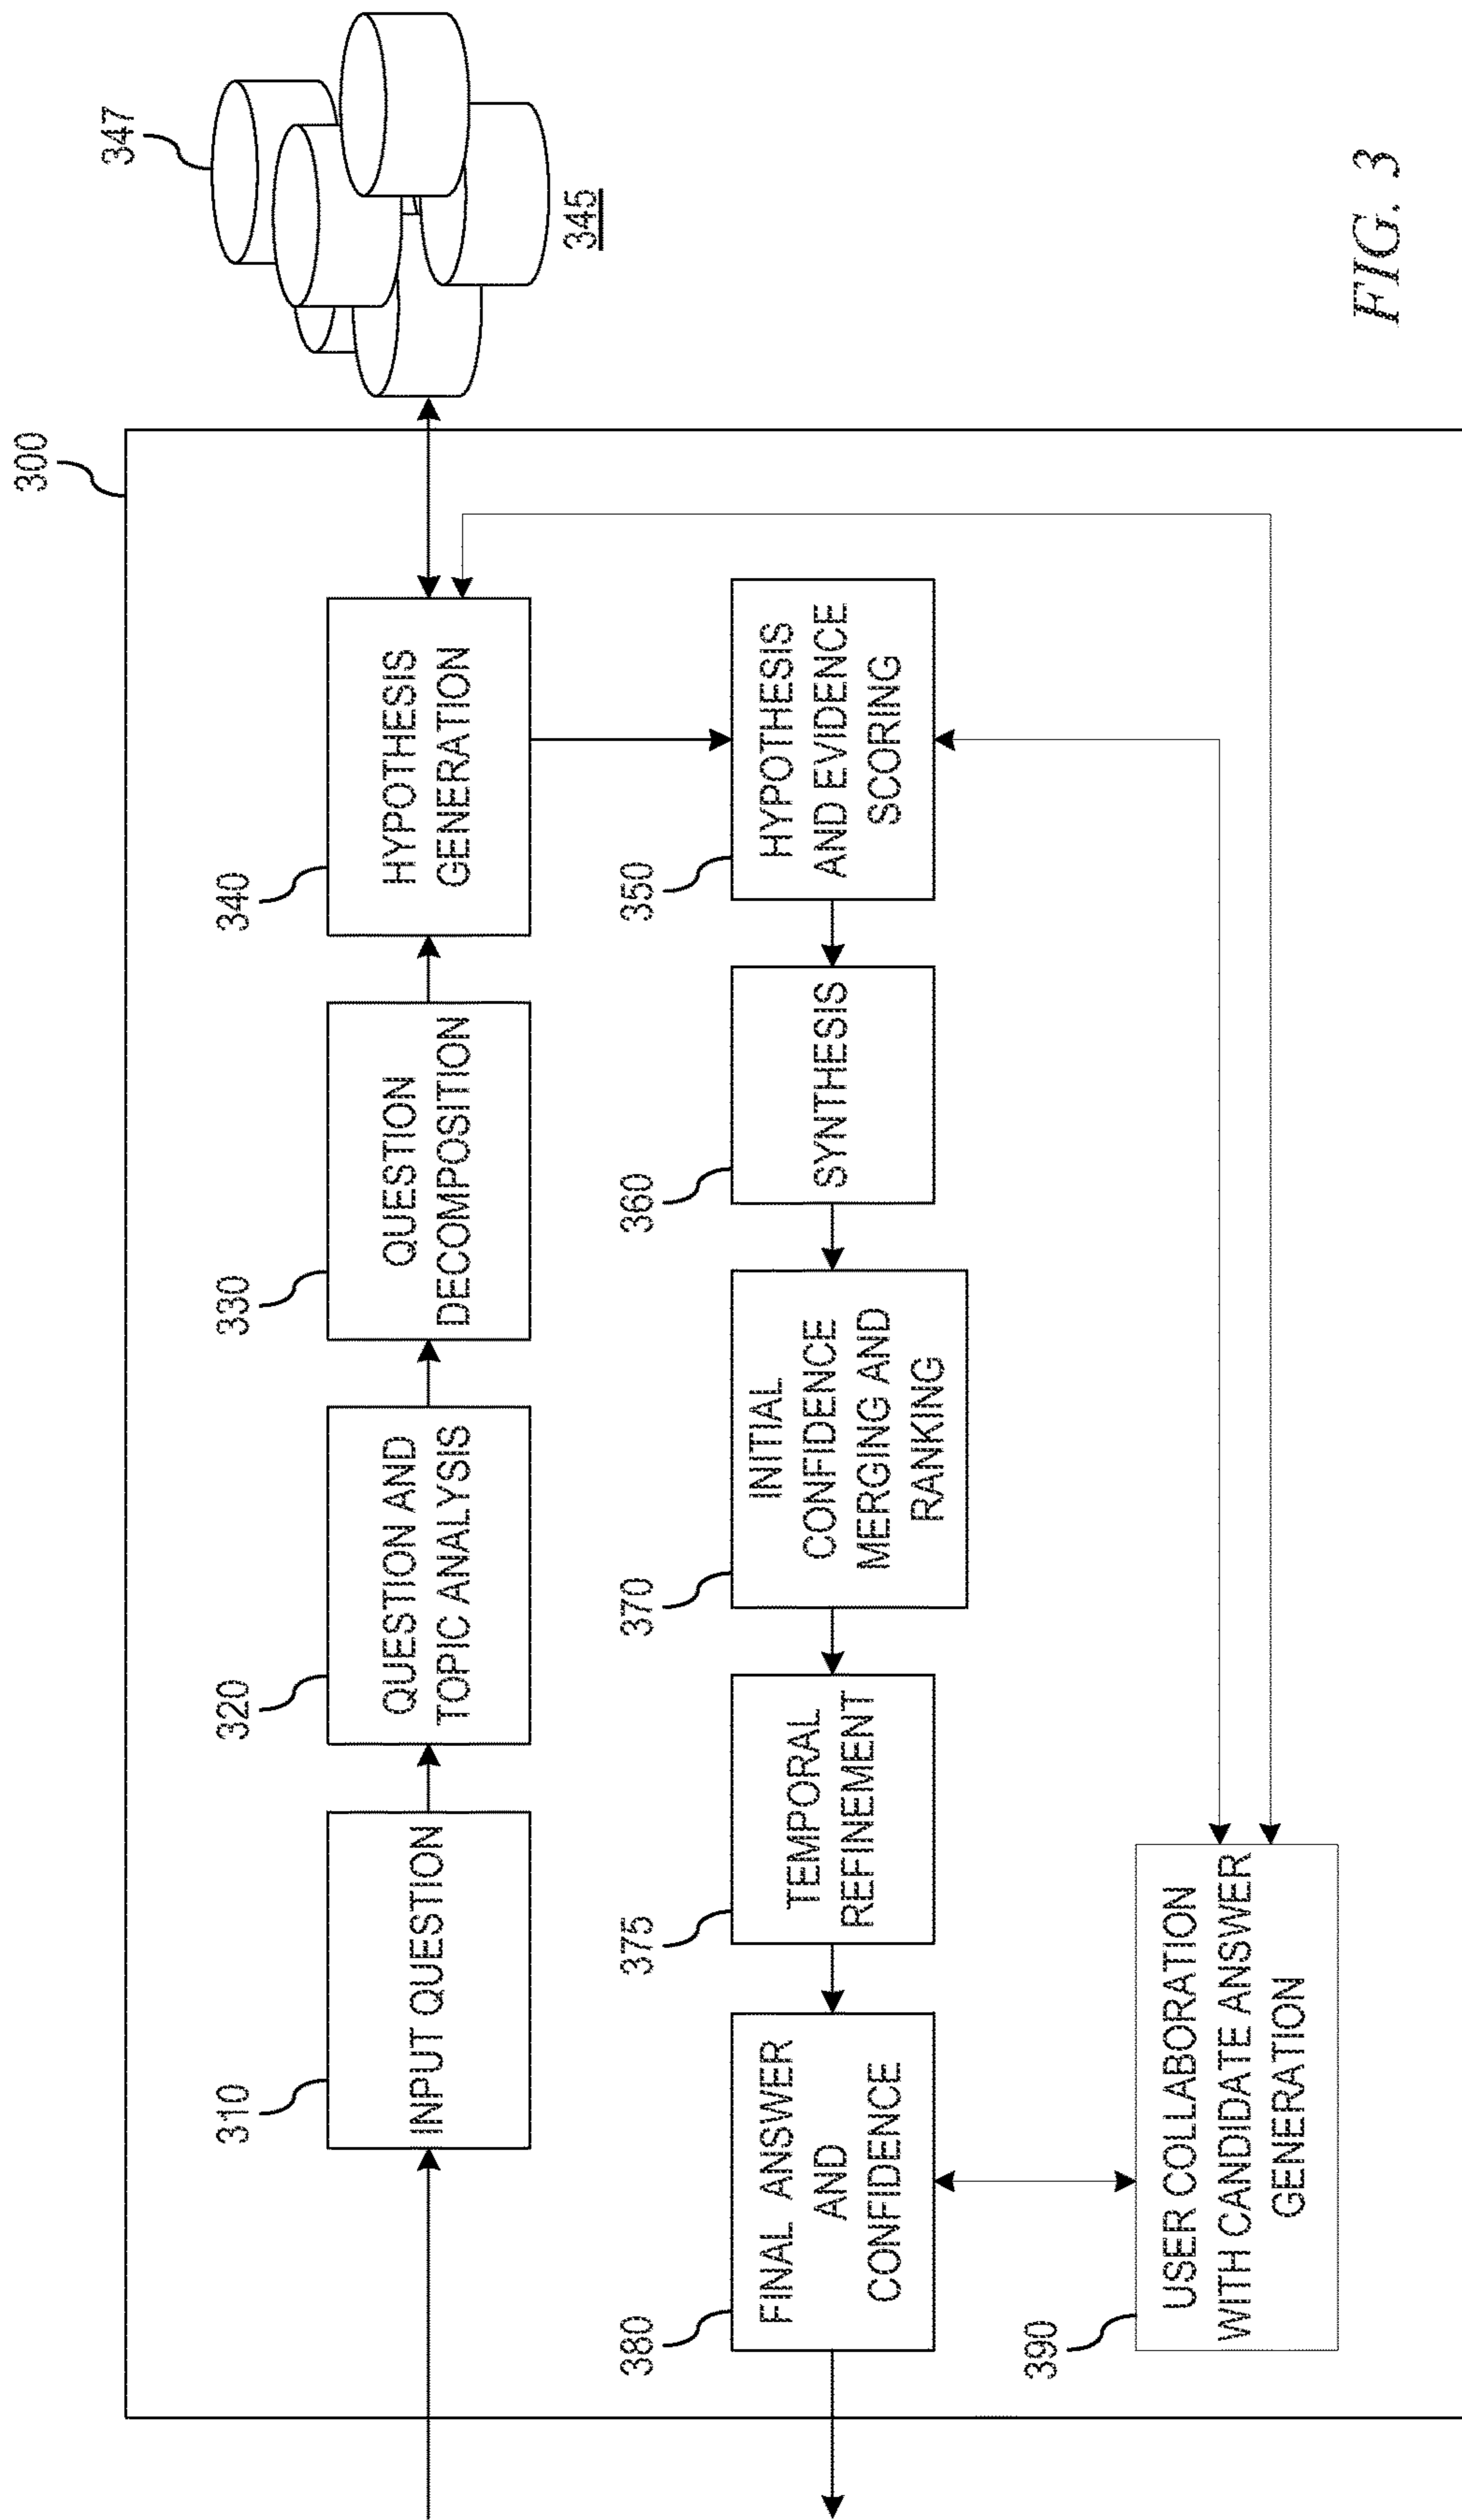 300
347
345
310
INPUT QUESTION
320
QUESTION AND
TOPIC ANALYSIS
330
QUESTION
DECOMPOSITION
340
HYPOTHESIS
GENERATION
380
FINAL ANSWER
AND
CONFIDENCE
375
TEMPORAL
REFINEMENT
370
INITIAL
CONFIDENCE
MERGING AND
RANKING
360
SYNTHESIS
350
HYPOTHESIS
AND EVIDENCE
SCORING
390
USER COLLABORATION
WITH CANDIDATE ANSWER
GENERATION
FIG. 3